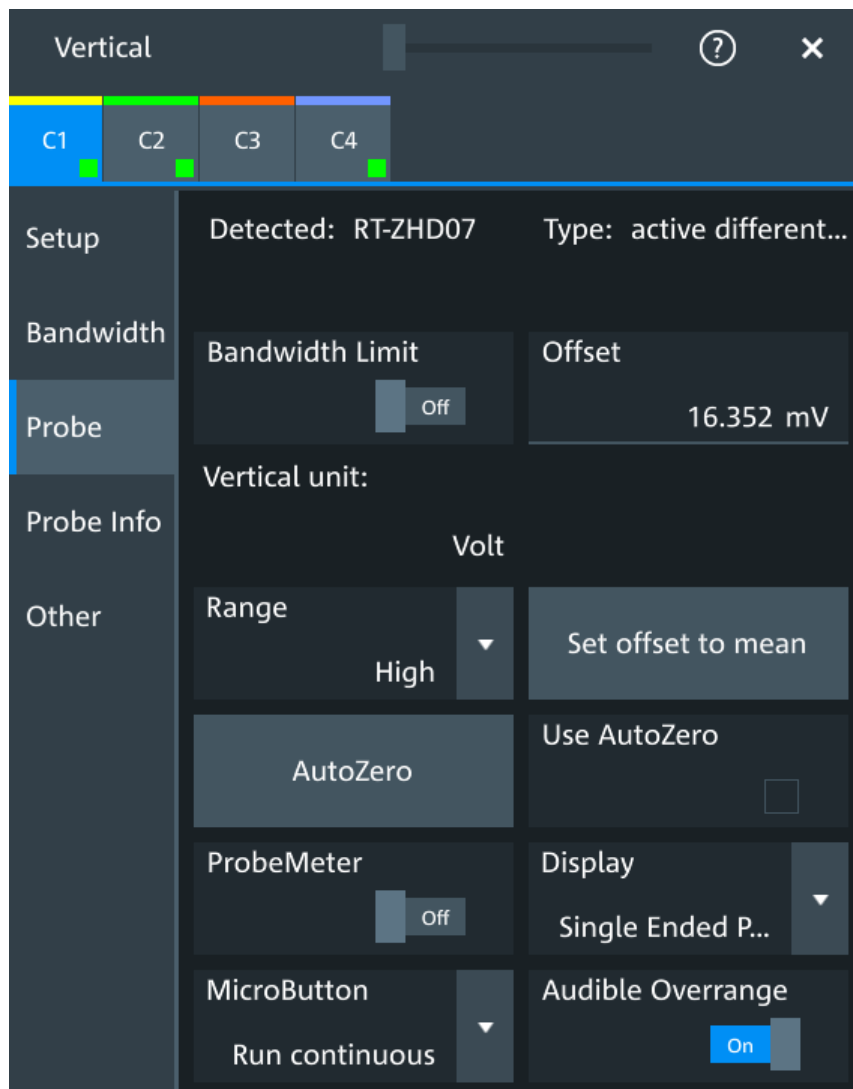 Vertical
?
C1 C2 C3 C4
Setup
Bandwidth
Probe
Probe Info
Other
Detected: RT-ZHD07 Type: active different...
Bandwidth Limit
Off
Offset
16.352 mV
Vertical unit:
Volt
Range
High
Set offset to mean
AutoZero
Use AutoZero
ProbeMeter
Off
Display
Single Ended P...
MicroButton
Run continuous
Audible Overrange
On